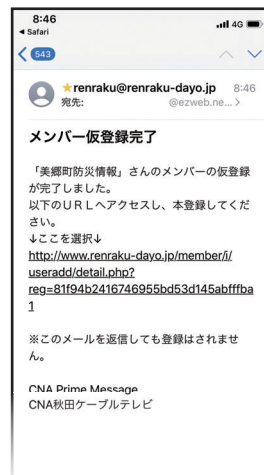 8:46
4G
◀ Safari
543
★renraku@renraku-dayo.jp 8:46
宛先: @ezweb.ne... >
メンバー仮登録完了
「美郷町防災情報」さんのメンバーの仮登録
が完了しました。
以下のURLへアクセスし、本登録してくだ
さい。
↓ここを選択↓
http://www.renraku-dayo.jp/member/i/
useradd/detail.php?
reg=81f94b2416746955bd53d145abfffba
1
※このメールを返信しても登録はされませ
ん。
CNA Prime Message
CNA秋田ケーブルテレビ